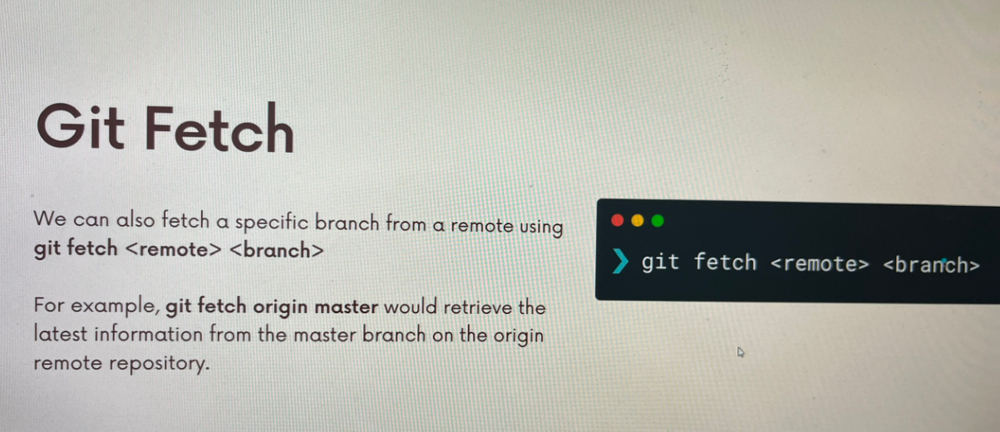 Git Fetch
We can also fetch a specific branch from a remote using
git fetch <remote> <branch>
For example, git fetch origin master would retrieve the
latest information from the master branch on the origin
remote repository.
❯ git fetch <remote> <branch>